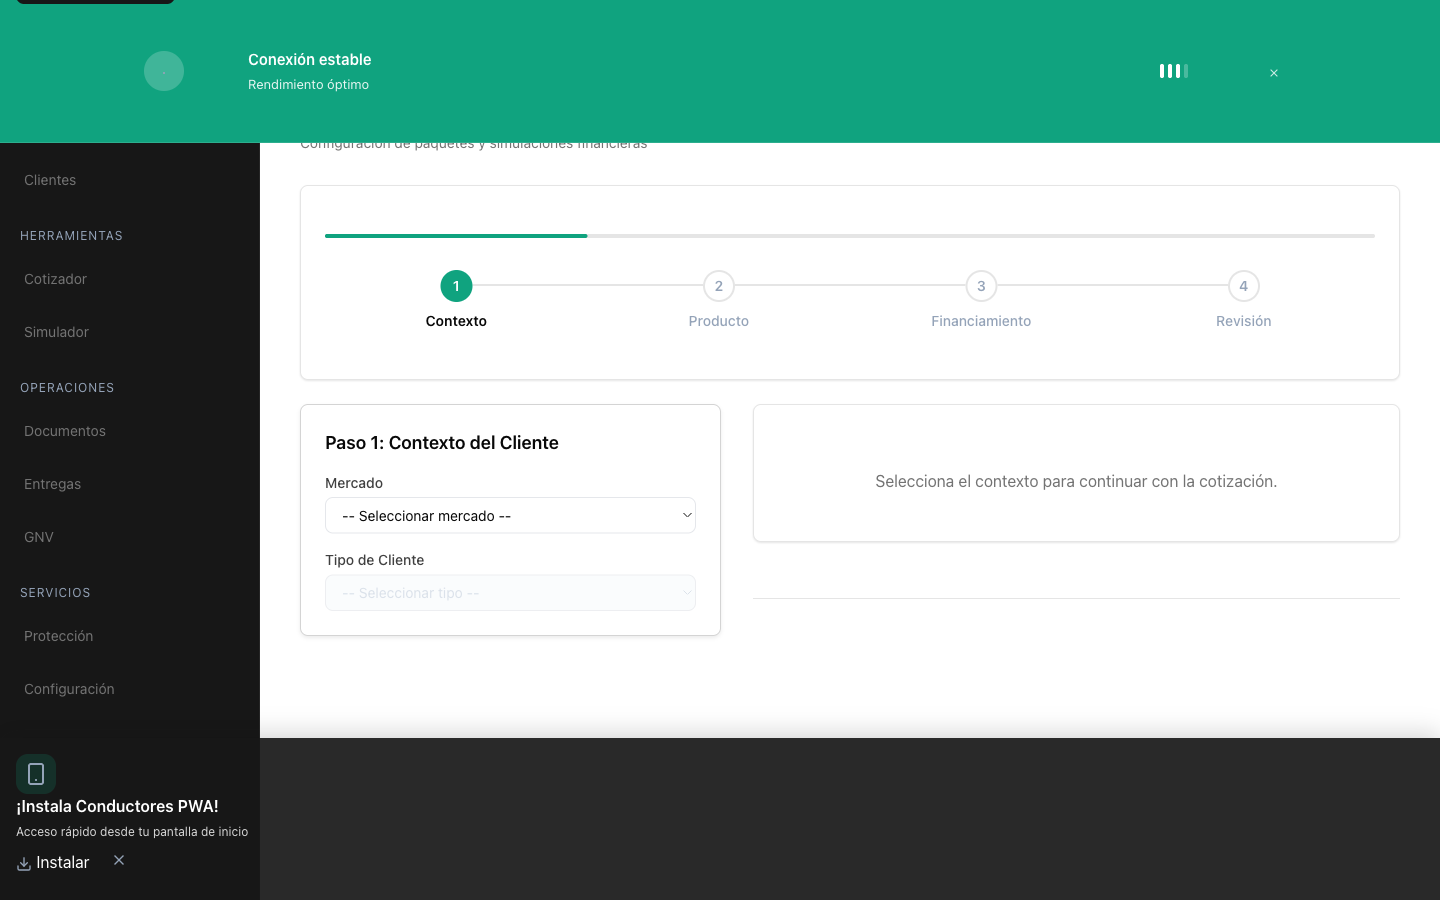 Conexión estable
Rendimiento óptimo
×
Configuración de paquetes y simulaciones financieras
Clientes
HERRAMIENTAS
Cotizador
Simulador
OPERACIONES
Documentos
Entregas
GNV
SERVICIOS
Protección
Configuración
1
2
3
4
Contexto
Producto
Financiamiento
Revisión
Paso 1: Contexto del Cliente
Mercado
-- Seleccionar mercado --
Tipo de Cliente
-- Seleccionar tipo --
Selecciona el contexto para continuar con la cotización.
¡Instala Conductores PWA!
Acceso rápido desde tu pantalla de inicio
Instalar